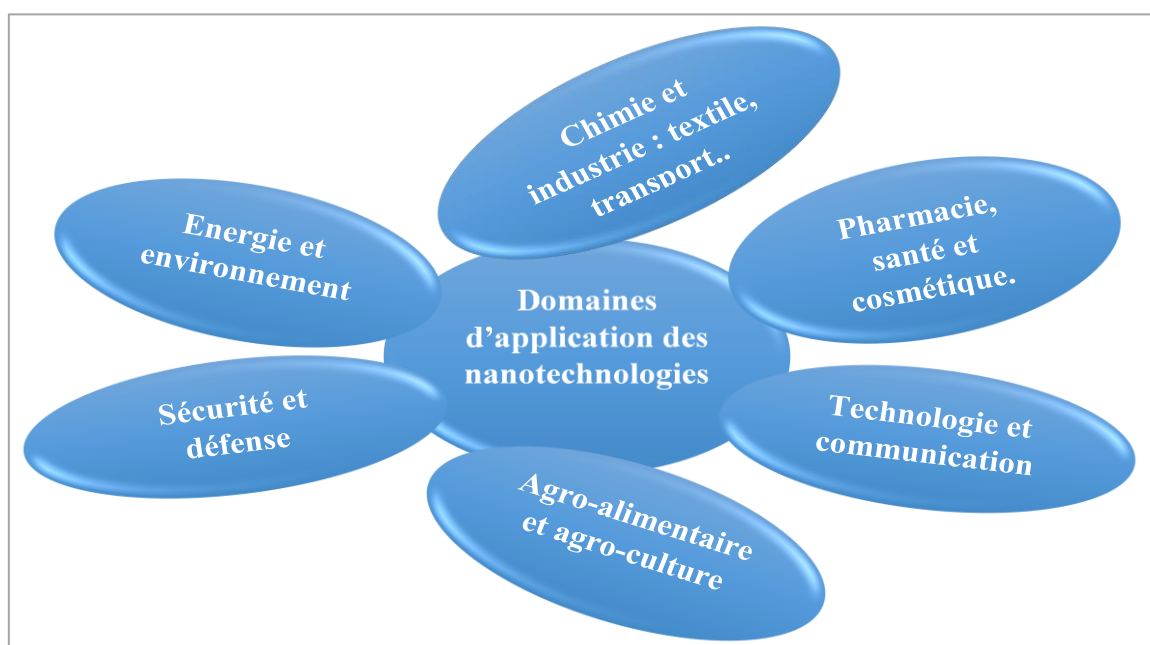 Chimie et
industrie : textile,
transport..
Pharmacie,
santé et
cosmétique.
Energie et
environnement
Domaines
d’application des
nanotechnologies
Sécurité et
défense
Technologie et
communication
Agro-alimentaire
et agro-culture